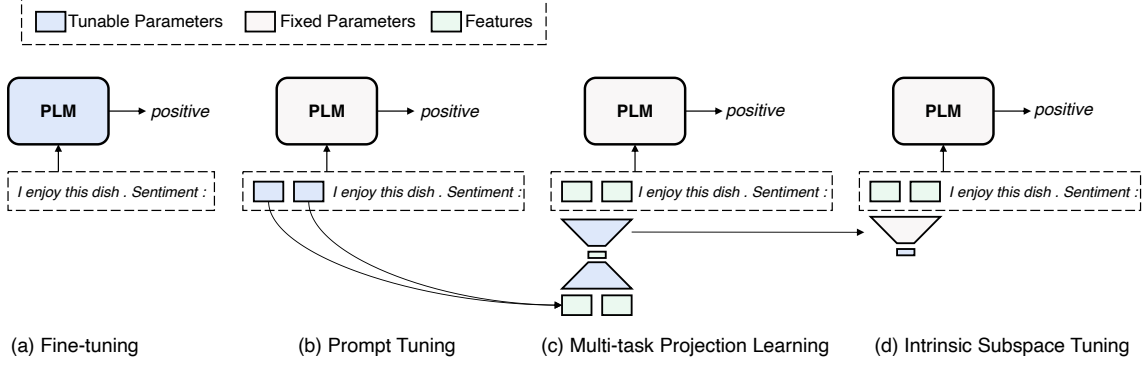 Tunable Parameters Fixed Parameters Features
PLM positive PLM positive PLM positive PLM positive
I enjoy this dish . Sentiment : I enjoy this dish . Sentiment : I enjoy this dish . Sentiment : I enjoy this dish . Sentiment :
(a) Fine-tuning (b) Prompt Tuning (c) Multi-task Projection Learning (d) Intrinsic Subspace Tuning